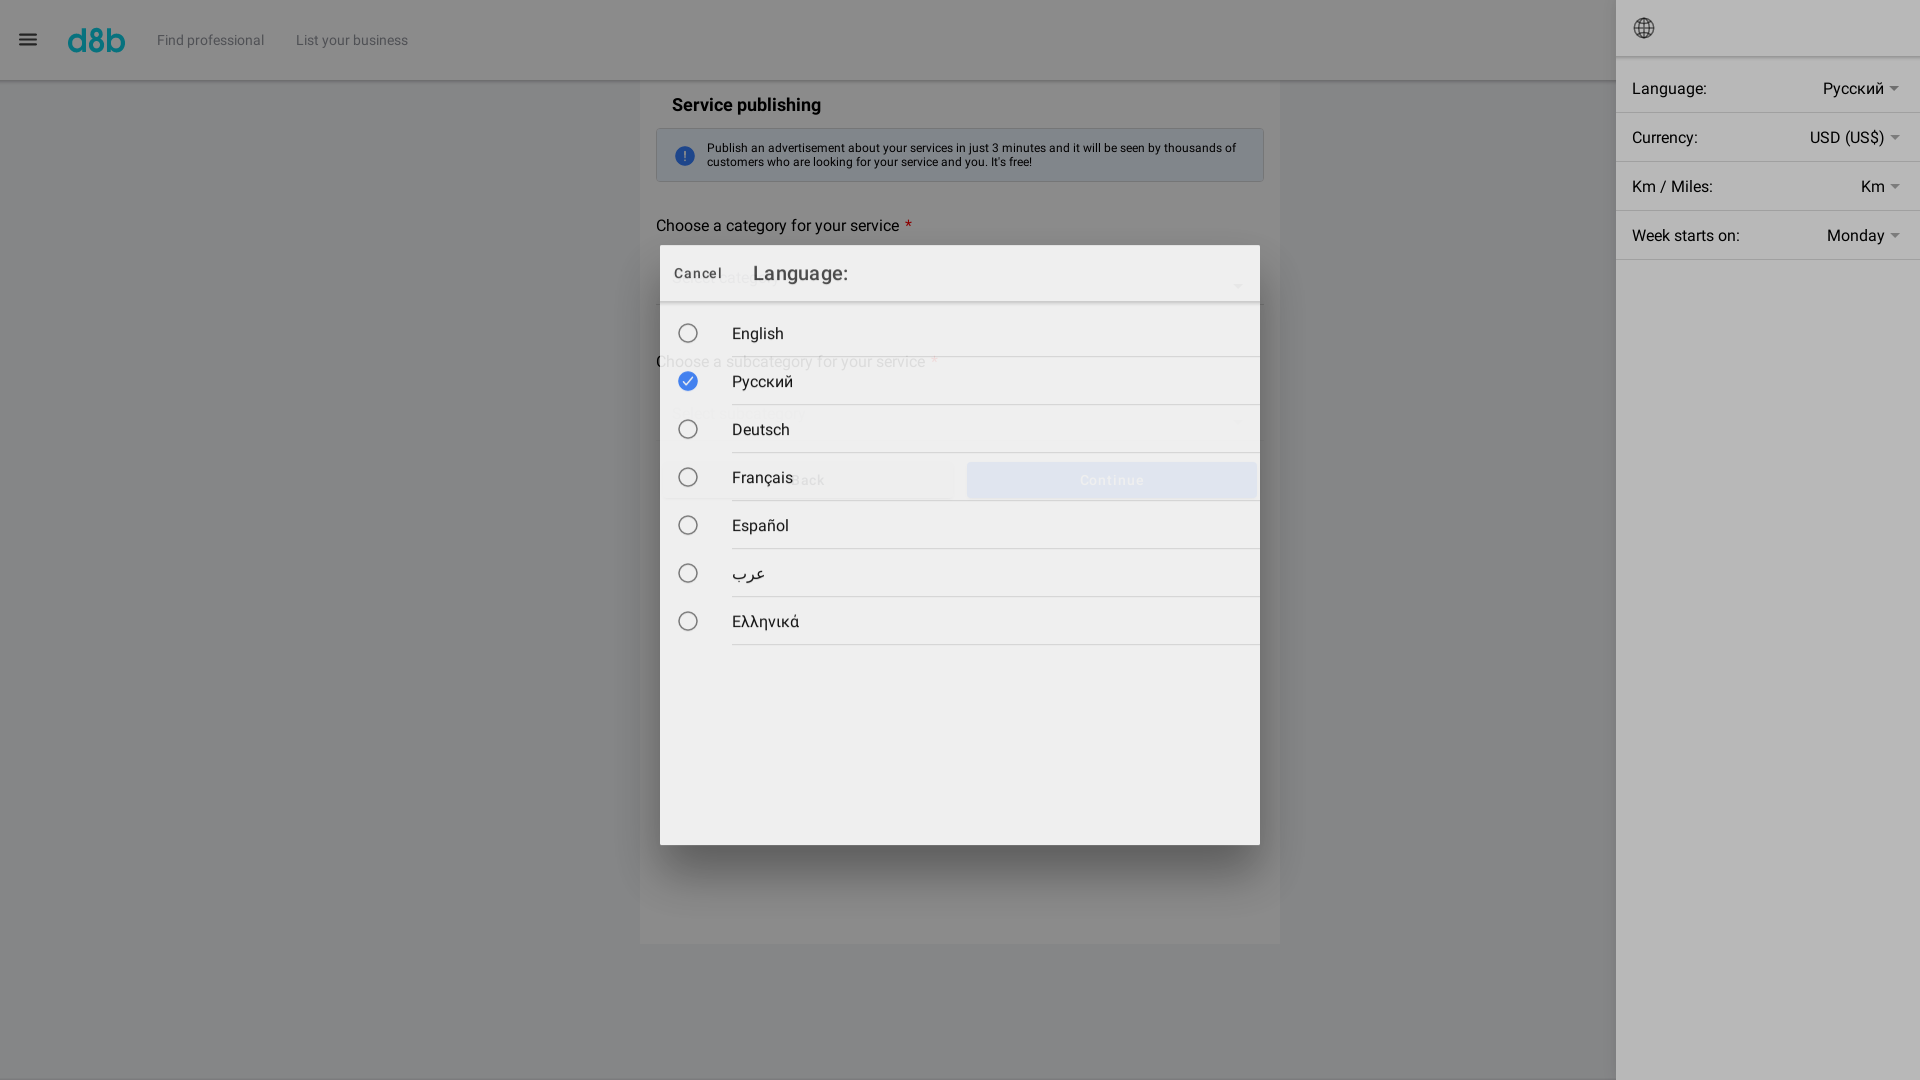 d8b
Find professional
List your business
Service publishing
Publish an advertisement about your services in just 3 minutes and it will be seen by thousands of
customers who are looking for your service and you. It's free!
Choose a category for your service *
Cancel
Language:
English
Choose a subcategory for your service *
Русский
Deutsch
Français
Back
Continue
Español
عرب
Ελληνικά
Language:
Русский
Currency:
USD (US$)
Km / Miles:
Km
Week starts on:
Monday